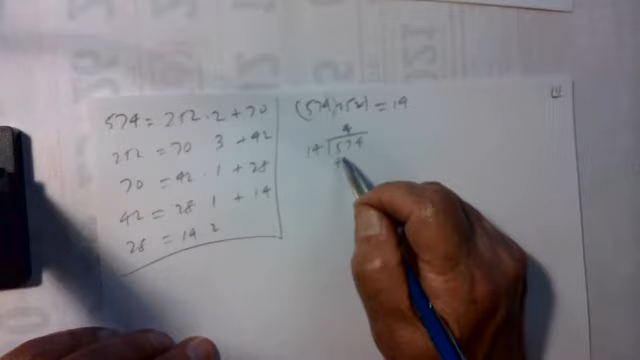 574 = 252 · 2 + 70
252 = 70 3 + 42
70 = 42 · 1 + 28
42 = 28 1 + 14
28 = 14 2
(574, 252) = 14
4
14 574